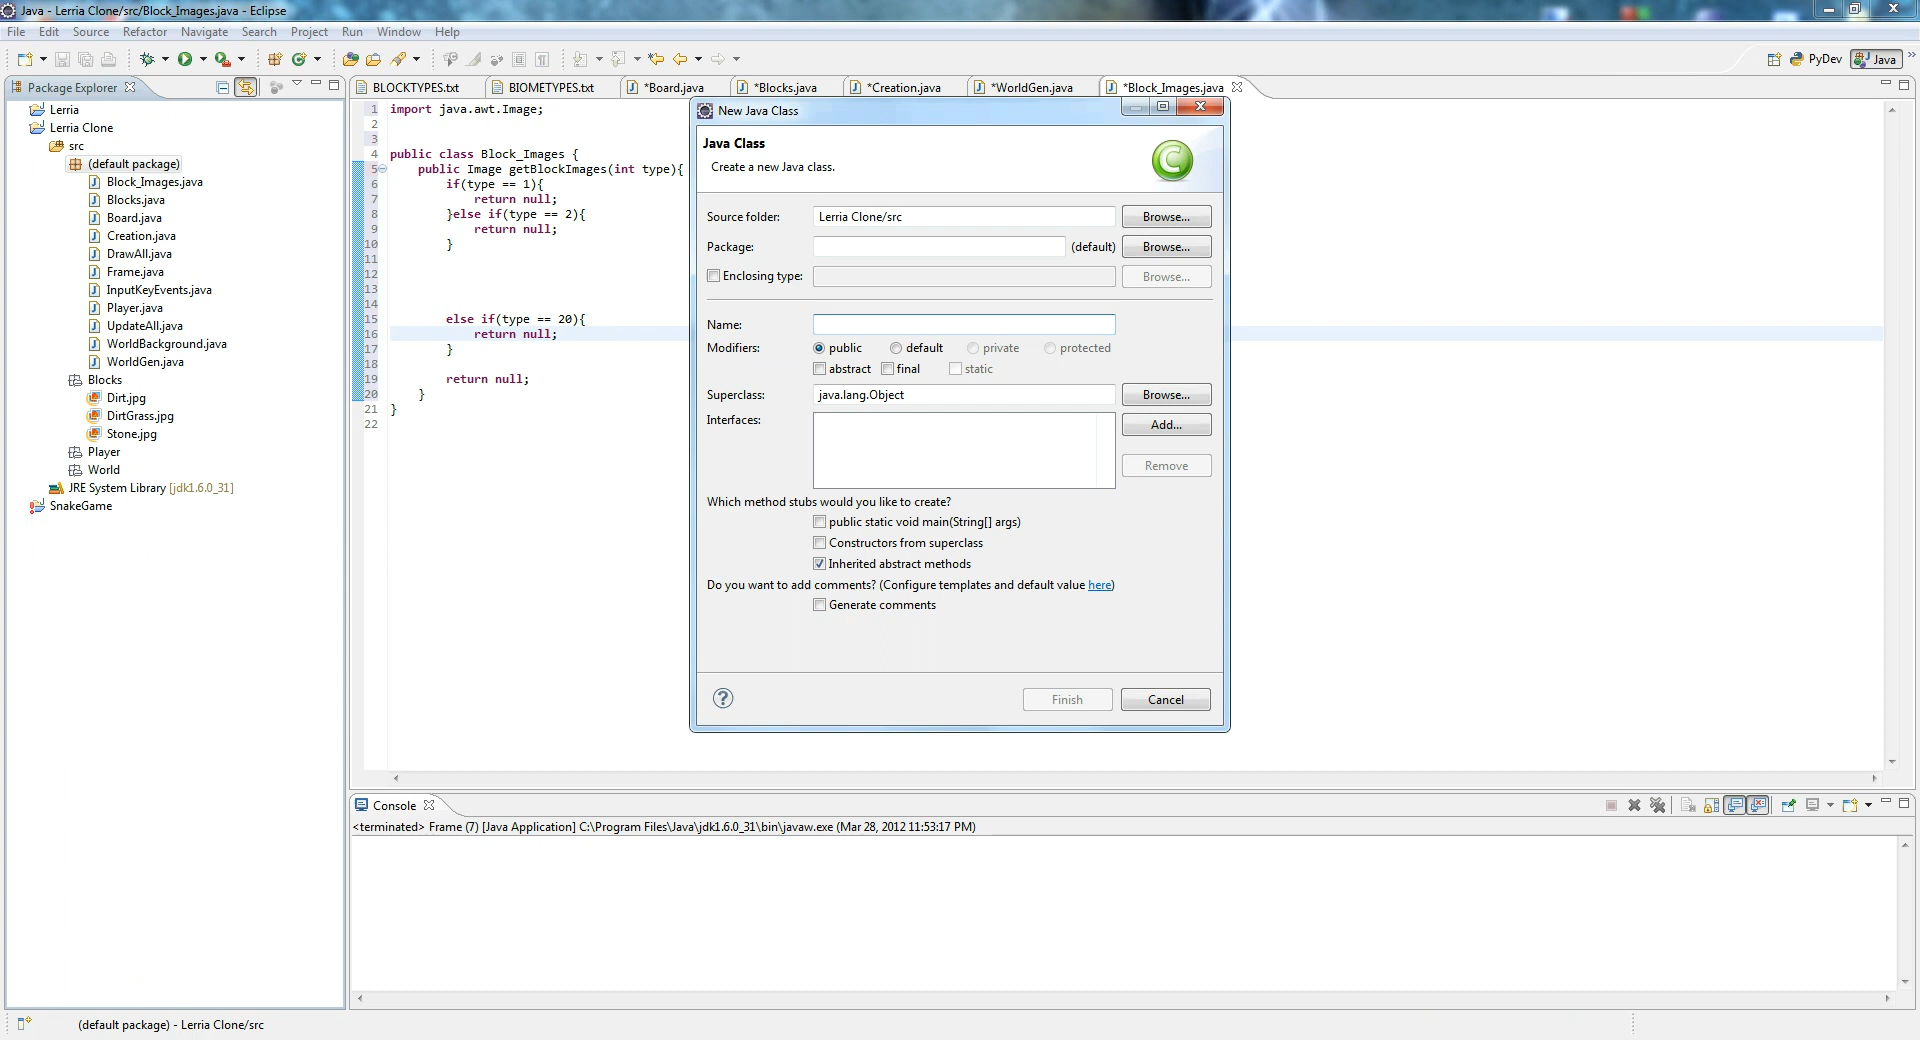 Java - Lerria Clone/src/Block_Images.java - Eclipse
File Edit Source Refactor Navigate Search Project Run Window Help
PyDev Java
Package Explorer
BLOCKTYPES.txt BIOMETYPES.txt *Board.java *Blocks.java *Creation.java *WorldGen.java *Block_Images.java
Lerria
Lerria Clone
src
(default package)
Block_Images.java
Blocks.java
Board.java
Creation.java
DrawAll.java
Frame.java
InputKeyEvents.java
Player.java
UpdateAll.java
WorldBackground.java
WorldGen.java
Blocks
Dirt.jpg
DirtGrass.jpg
Stone.jpg
Player
World
JRE System Library [jdk1.6.0_31]
SnakeGame
1 import java.awt.Image;
2
3
4 public class Block_Images {
5 public Image getBlockImages(int type){
6 if(type == 1){
7 return null;
8 }else if(type == 2){
9 return null;
10 }
11
12
13
14
15 else if(type == 20){
16 return null;
17 }
18
19 return null;
20 }
21 }
22
New Java Class
Java Class
Create a new Java class.
C
Source folder: Lerria Clone/src Browse...
Package: (default) Browse...
Enclosing type: Browse...
Name:
Modifiers: public default private protected
abstract final static
Superclass: java.lang.Object Browse...
Interfaces: Add...
Remove
Which method stubs would you like to create?
public static void main(String[] args)
Constructors from superclass
Inherited abstract methods
Do you want to add comments? (Configure templates and default value here)
Generate comments
? Finish Cancel
Console
<terminated> Frame (7) [Java Application] C:\Program Files\Java\jdk1.6.0_31\bin\javaw.exe (Mar 28, 2012 11:53:17 PM)
(default package) - Lerria Clone/src